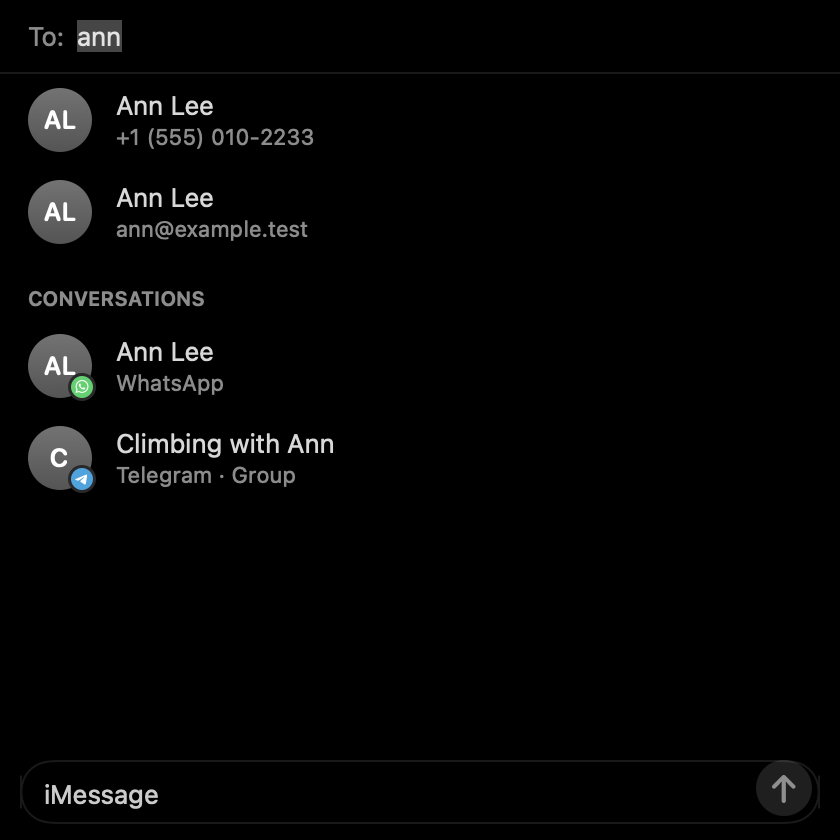 To: ann
AL
Ann Lee
+1 (555) 010-2233
AL
Ann Lee
ann@example.test
CONVERSATIONS
AL
Ann Lee
WhatsApp
C
Climbing with Ann
Telegram · Group
iMessage